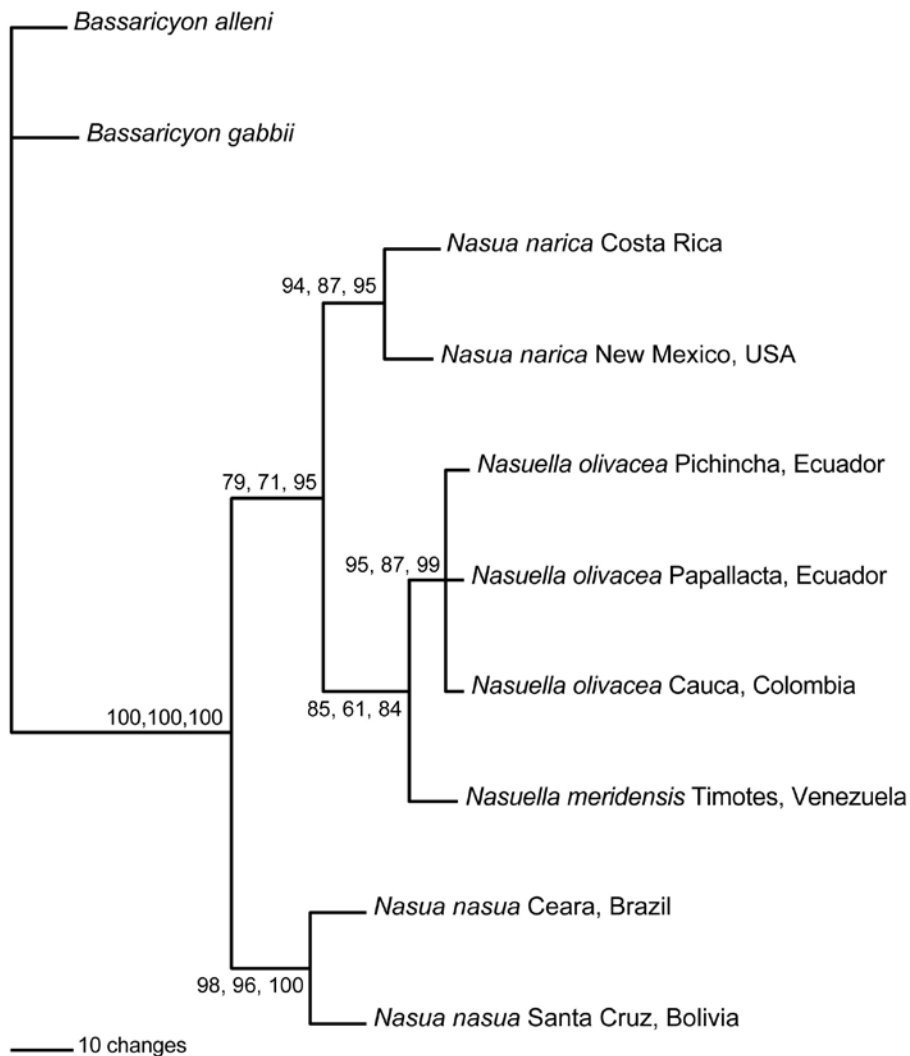 Bassaricyon alleni
Bassaricyon gabbii
Nasua narica Costa Rica
94, 87, 95
Nasua narica New Mexico, USA
Nasuella olivacea Pichincha, Ecuador
79, 71, 95
95, 87, 99
Nasuella olivacea Papallacta, Ecuador
Nasuella olivacea Cauca, Colombia
85, 61, 84
100,100,100
Nasuella meridensis Timotes, Venezuela
Nasua nasua Ceara, Brazil
98, 96, 100
Nasua nasua Santa Cruz, Bolivia
10 changes